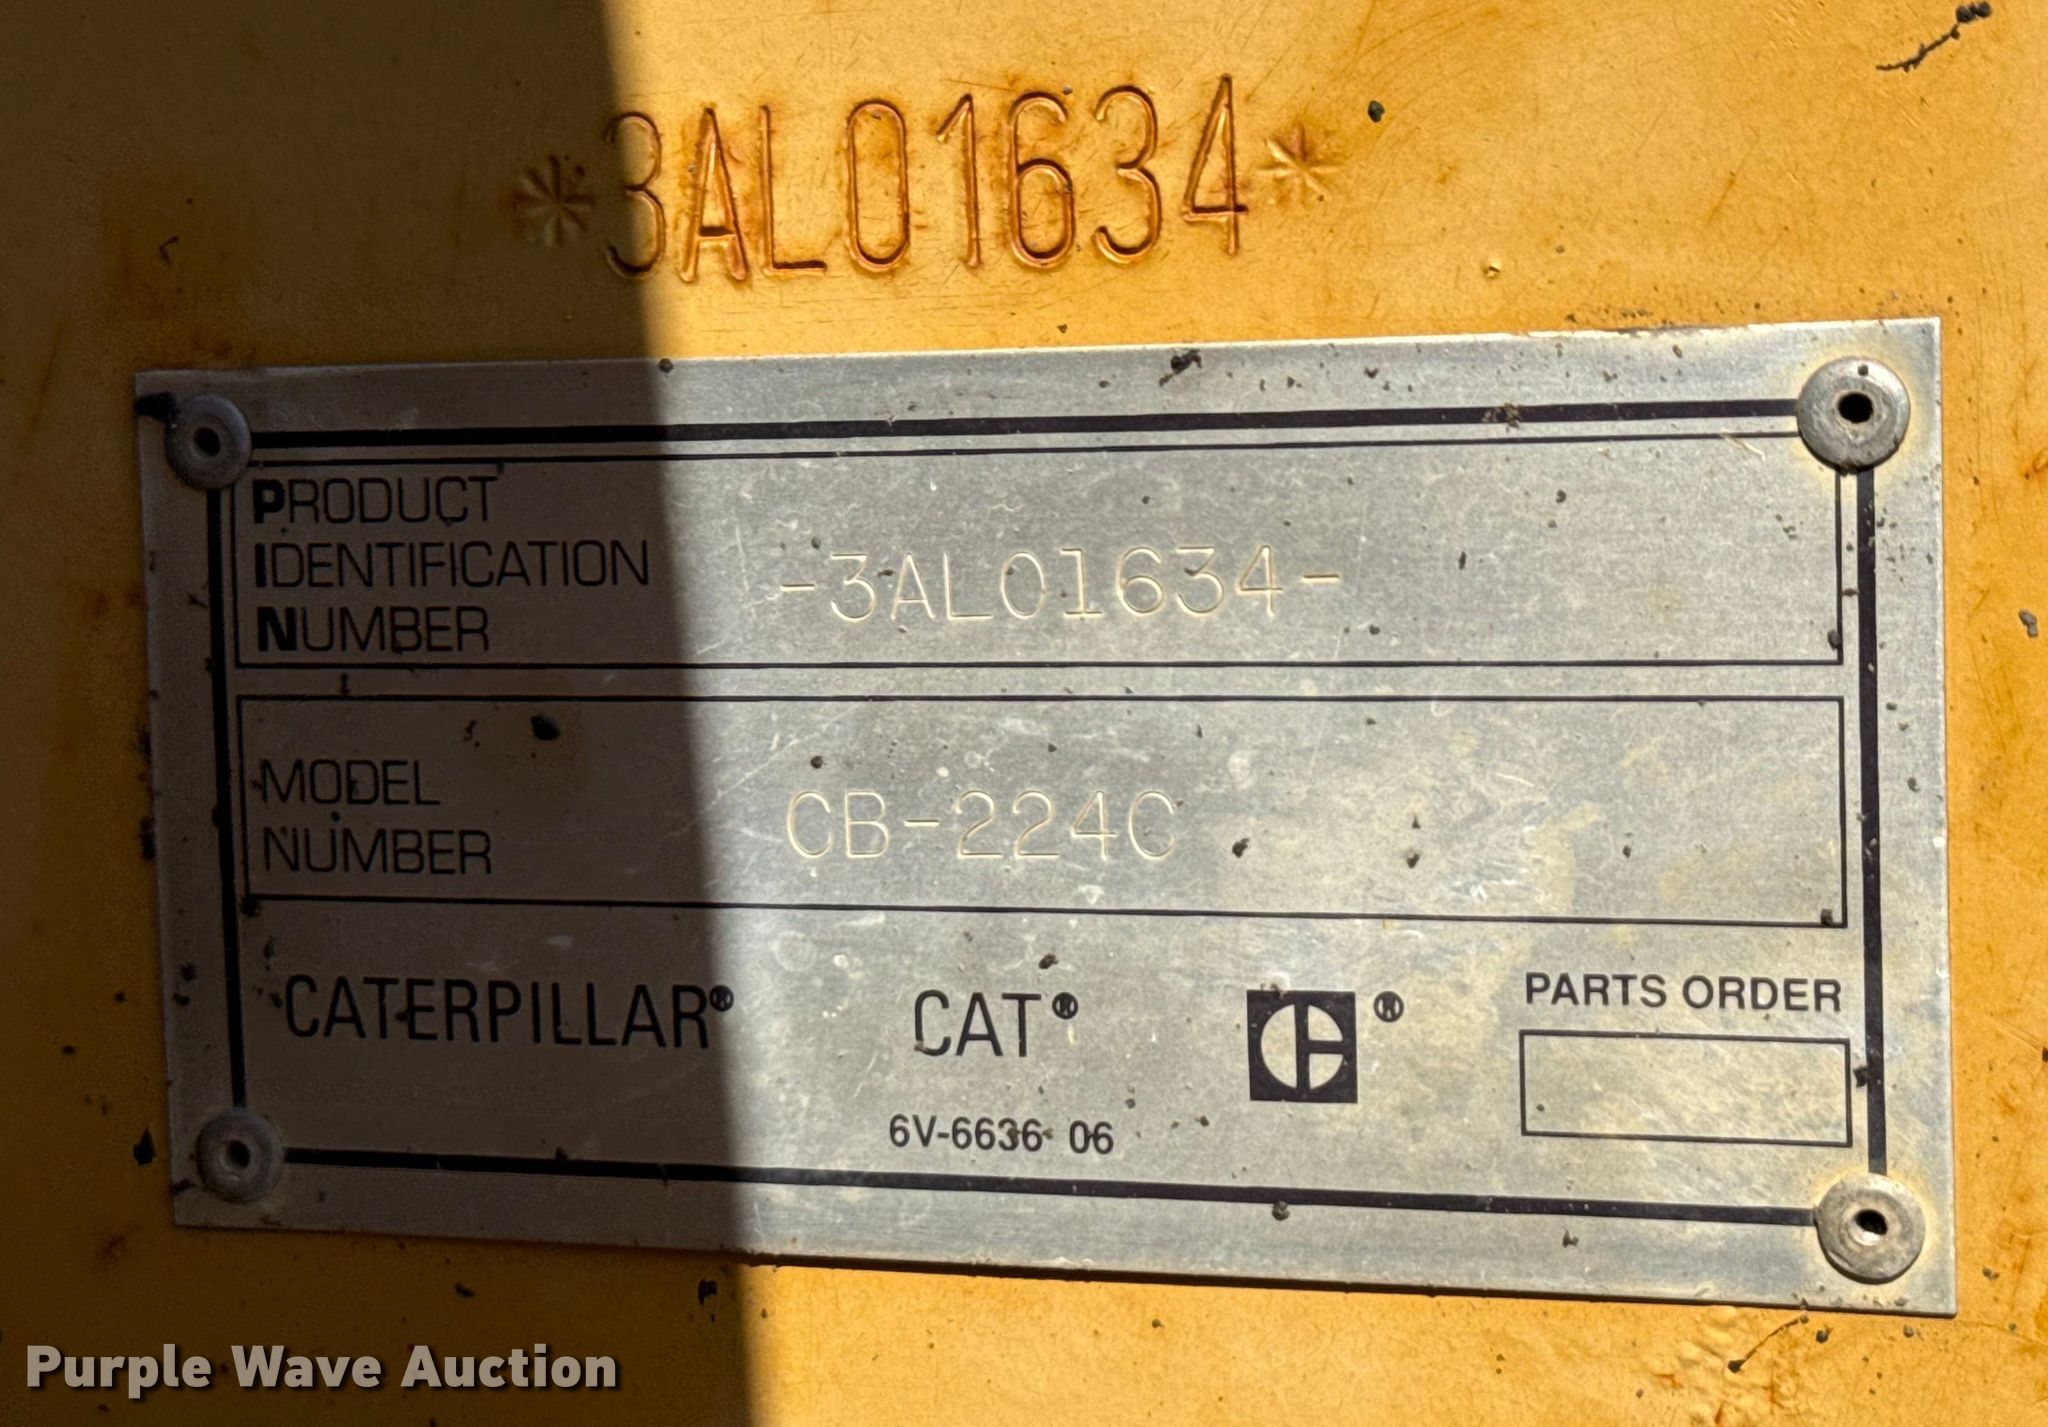 *3AL01634*
PRODUCT
IDENTIFICATION
NUMBER
-3AL01634-
MODEL
NUMBER
CB-224C
CATERPILLAR® CAT® ®
PARTS ORDER
6V-6636 06
Purple Wave Auction